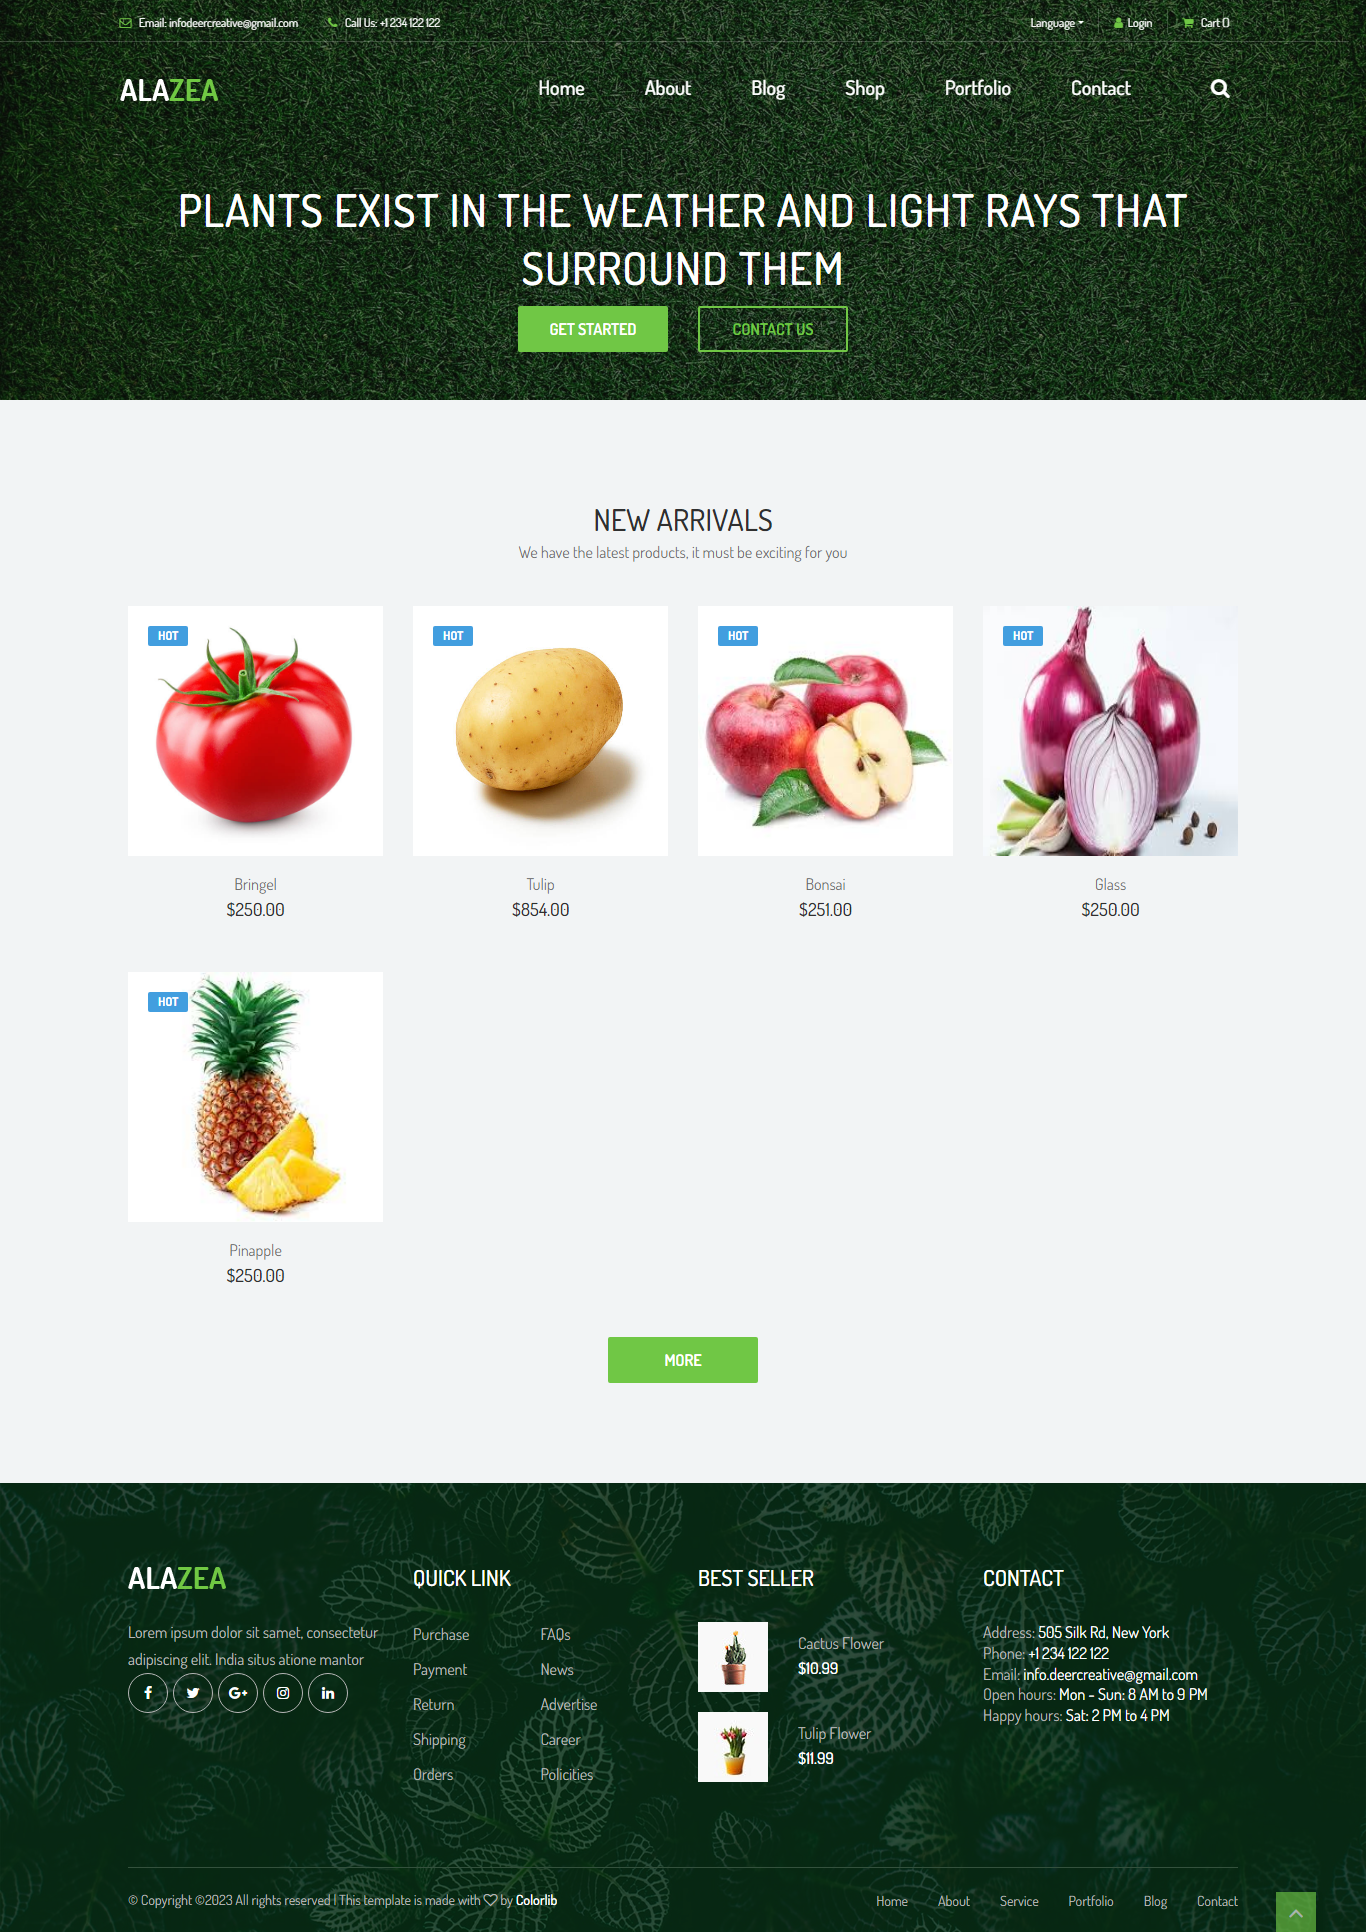 Email: infodeercreative@gmail.com
Call Us: +1 234 122 122
Language
Login
Cart 0
ALAZEA
Home
About
Blog
Shop
Portfolio
Contact
PLANTS EXIST IN THE WEATHER AND LIGHT RAYS THAT
SURROUND THEM
GET STARTED
CONTACT US
NEW ARRIVALS
We have the latest products, it must be exciting for you
HOT
HOT
HOT
HOT
Bringel
$250.00
Tulip
$854.00
Bonsai
$251.00
Glass
$250.00
HOT
Pinapple
$250.00
MORE
ALAZEA
Lorem ipsum dolor sit samet, consectetur
adipiscing elit. India situs atione mantor
QUICK LINK
Purchase
Payment
Return
Shipping
Orders
FAQs
News
Advertise
Career
Policities
BEST SELLER
Cactus Flower
$10.99
Tulip Flower
$11.99
CONTACT
Address: 505 Silk Rd, New York
Phone: +1 234 122 122
Email: info.deercreative@gmail.com
Open hours: Mon - Sun: 8 AM to 9 PM
Happy hours: Sat: 2 PM to 4 PM
© Copyright ©2023 All rights reserved | This template is made with ♡ by Colorlib
Home
About
Service
Portfolio
Blog
Contact